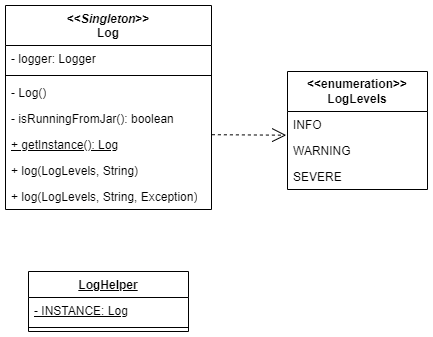 <<Singleton>>
Log
- logger: Logger
- Log()
- isRunningFromJar(): boolean
+ getInstance(): Log
+ log(LogLevels, String)
+ log(LogLevels, String, Exception)
<<enumeration>>
LogLevels
INFO
WARNING
SEVERE
LogHelper
- INSTANCE: Log